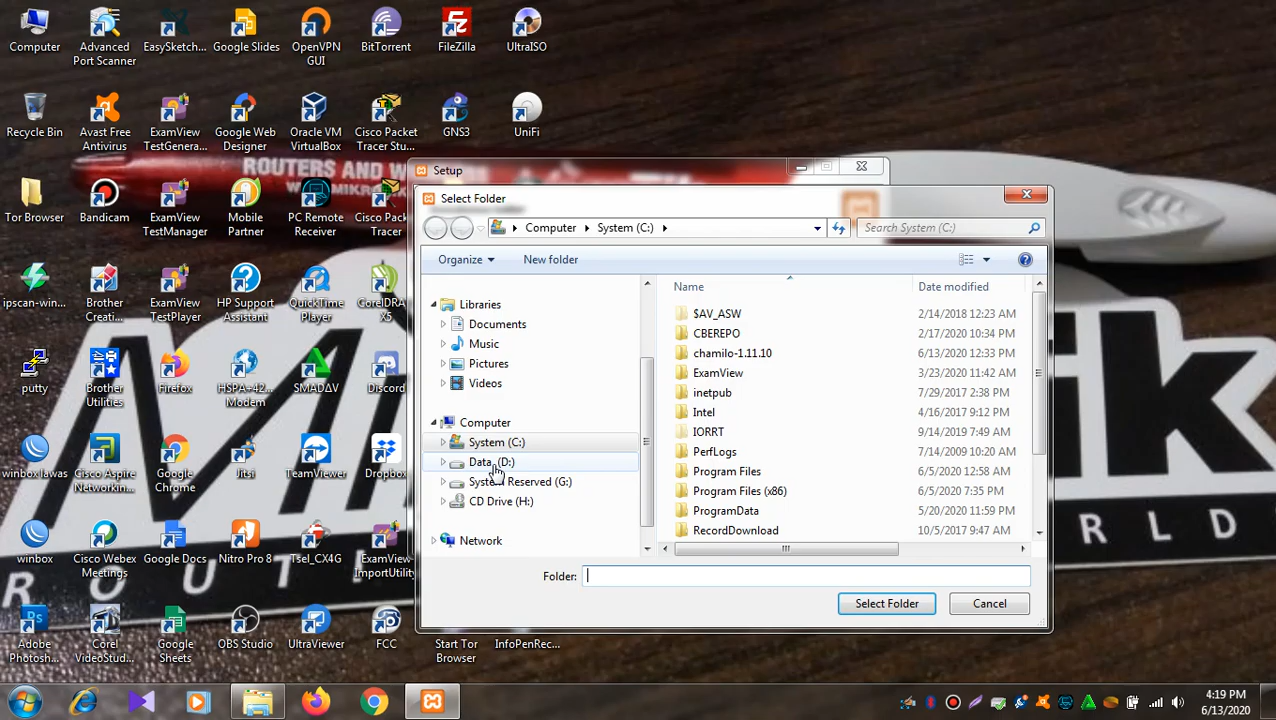 Computer
Advanced
Port Scanner
EasySketch...
Google Slides
OpenVPN
GUI
BitTorrent
FileZilla
UltraISO
Recycle Bin
Avast Free
Antivirus
ExamView
TestGenera...
Google Web
Designer
Oracle VM
VirtualBox
Cisco Packet
Tracer Stu...
GNS3
UniFi
ROUTERS AND W
MIKROTIK
Tor Browser
Bandicam
ExamView
TestManager
Mobile
Partner
PC Remote
Receiver
Cisco Packet
Tracer
ipscan-win...
Brother
Creati...
ExamView
TestPlayer
HP Support
Assistant
QuickTime
Player
CorelDRA
X5
putty
Brother
Utilities
Firefox
HSPA+42...
Modem
SMADΔV
Discord
winbox lawas
Cisco Aspire
Networkin...
Google
Chrome
Jitsi
TeamViewer
Dropbox
winbox
Cisco Webex
Meetings
Google Docs
Nitro Pro 8
Tsel_CX4G
ExamView
ImportUtility
Adobe
Photosh...
Corel
VideoStud...
Google
Sheets
OBS Studio
UltraViewer
FCC
Start Tor
Browser
InfoPenRec...
Setup
Select Folder
Computer
System (C:)
Search System (C:)
Organize
New folder
Libraries
Documents
Music
Pictures
Videos
Computer
System (C:)
Data (D:)
System Reserved (G:)
CD Drive (H:)
Network
Name
Date modified
$AV_ASW
2/14/2018 12:23 AM
CBEREPO
2/17/2020 10:34 PM
chamilo-1.11.10
6/13/2020 12:33 PM
ExamView
3/23/2020 11:42 AM
inetpub
7/29/2017 2:38 PM
Intel
4/16/2017 9:12 PM
IORRT
9/14/2019 7:49 AM
PerfLogs
7/14/2009 10:20 AM
Program Files
6/5/2020 12:58 AM
Program Files (x86)
6/5/2020 7:35 PM
ProgramData
5/20/2020 11:59 PM
RecordDownload
10/5/2017 9:47 AM
Folder:
Select Folder
Cancel
4:19 PM
6/13/2020